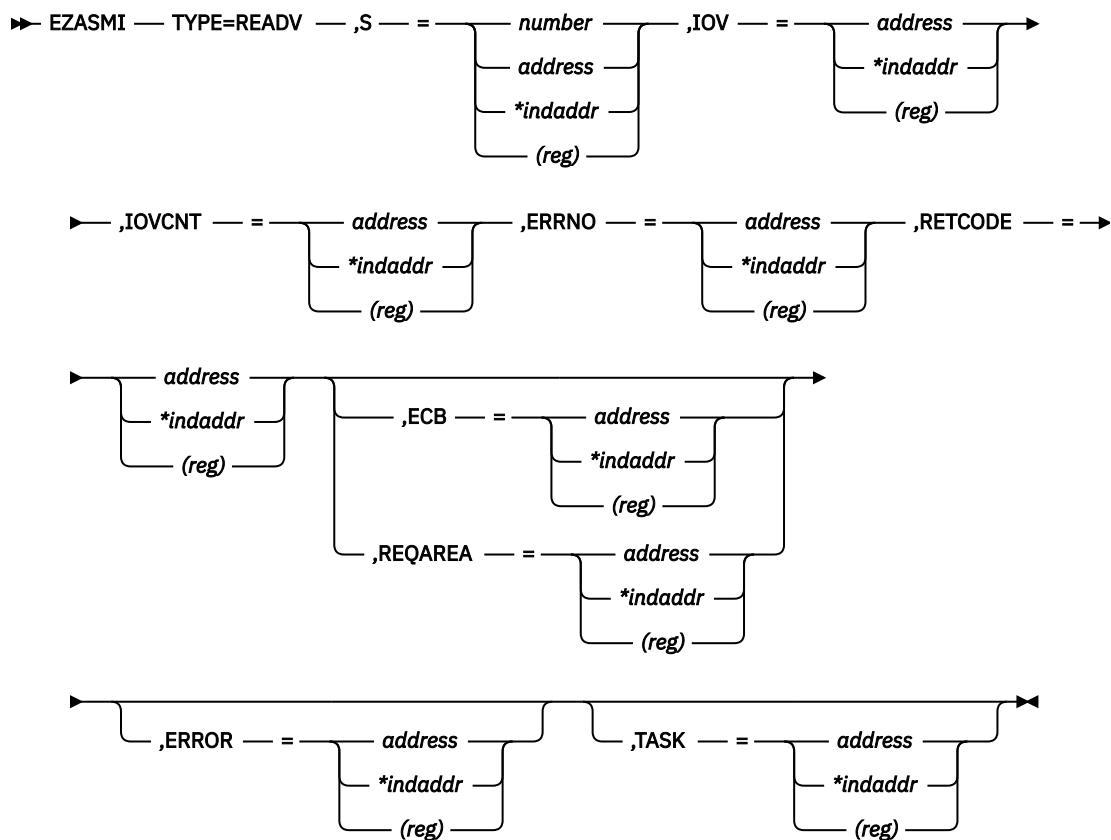 EZASMI TYPE=READV ,S = number ,IOV = address
address *indaddr
*indaddr (reg)
(reg)
,IOVCNT = address ,ERRNO = address ,RETCODE =
*indaddr *indaddr
(reg) (reg)
address
*indaddr ,ECB = address
(reg) *indaddr
(reg)
,REQAREA = address
*indaddr
(reg)
,ERROR = address ,TASK = address
*indaddr *indaddr
(reg) (reg)